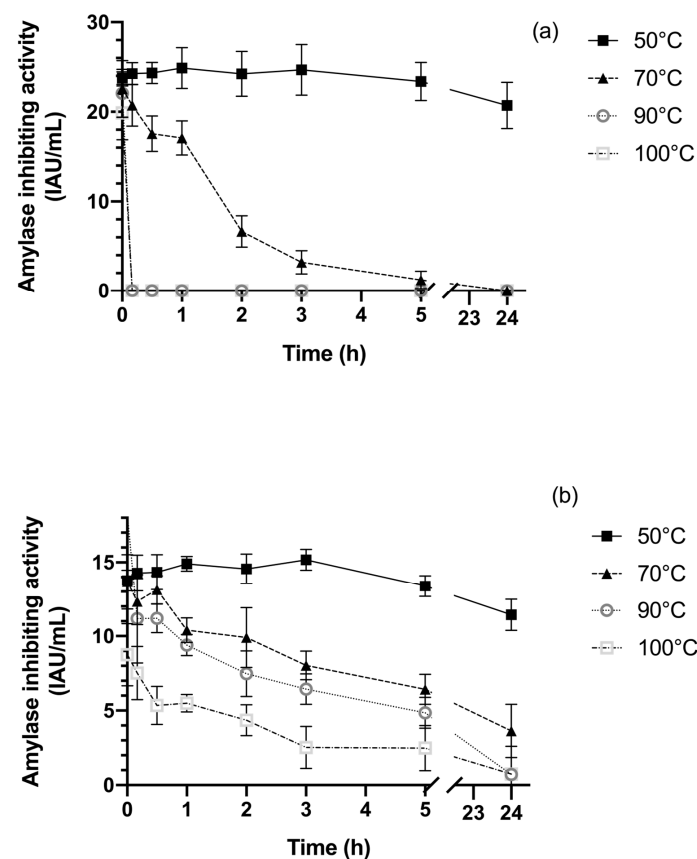 (a)
50°C
70°C
90°C
100°C
Amylase inhibiting activity
(IAU/mL)
30
20
10
0
0 1 2 3 4 5 23 24
Time (h)
(b)
50°C
70°C
90°C
100°C
Amylase inhibiting activity
(IAU/mL)
15
10
5
0
0 1 2 3 4 5 23 24
Time (h)